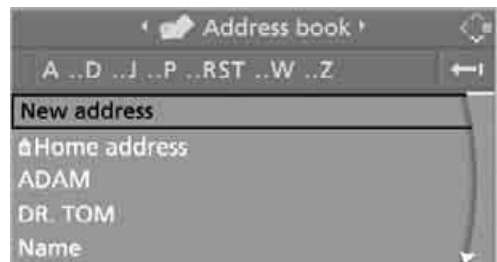 Address book
A ..D ..J ..P ..RST ..W ..Z
New address
Home address
ADAM
DR. TOM
Name